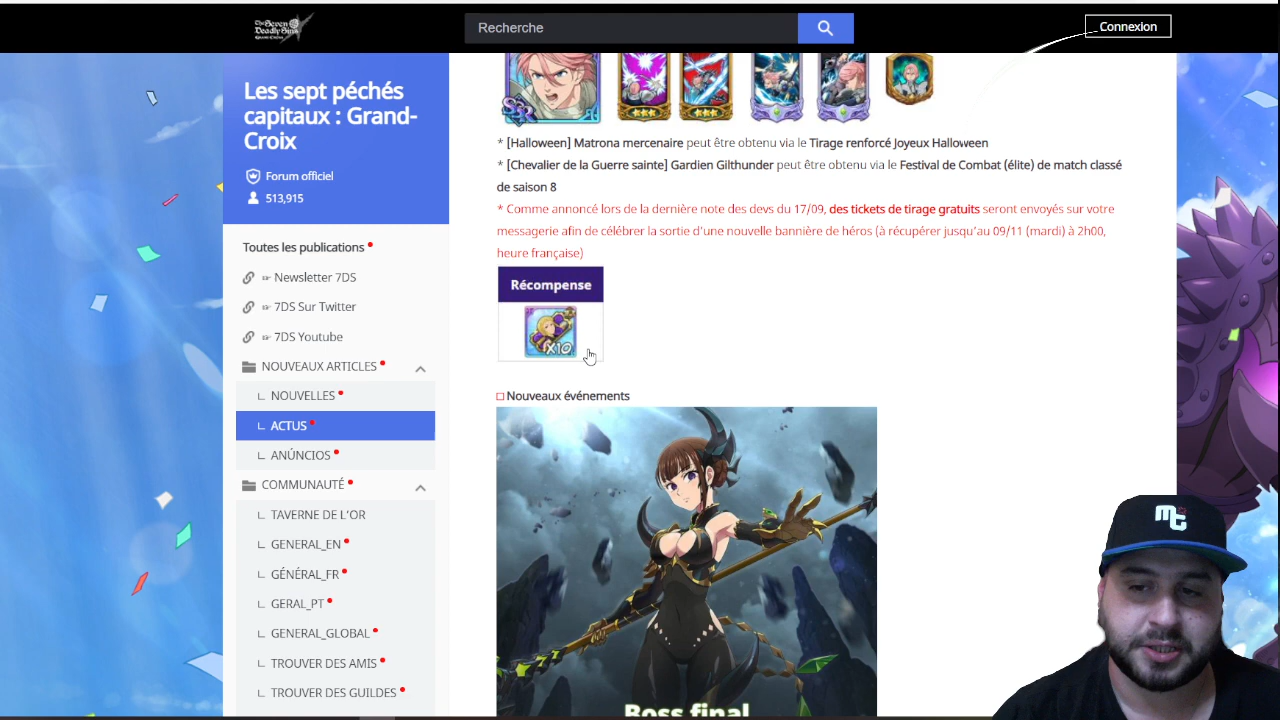 The Seven
Deadly Sins
Recherche
Connexion
Les sept péchés
capitaux : Grand-
Croix
Forum officiel
513,915
Toutes les publications
☞ Newsletter 7DS
☞ 7DS Sur Twitter
☞ 7DS Youtube
NOUVEAUX ARTICLES
NOUVELLES
ACTUS
ANÚNCIOS
COMMUNAUTÉ
TAVERNE DE L'OR
GENERAL_EN
GÉNÉRAL_FR
GERAL_PT
GENERAL_GLOBAL
TROUVER DES AMIS
TROUVER DES GUILDES
SSR
* [Halloween] Matrona mercenaire peut être obtenu via le Tirage renforcé Joyeux Halloween
* [Chevalier de la Guerre sainte] Gardien Gilthunder peut être obtenu via le Festival de Combat (élite) de match classé
de saison 8
* Comme annoncé lors de la dernière note des devs du 17/09, des tickets de tirage gratuits seront envoyés sur votre
messagerie afin de célébrer la sortie d'une nouvelle bannière de héros (à récupérer jusqu'au 09/11 (mardi) à 2h00,
heure française)
Récompense
X10
□ Nouveaux événements
Boss final
MG